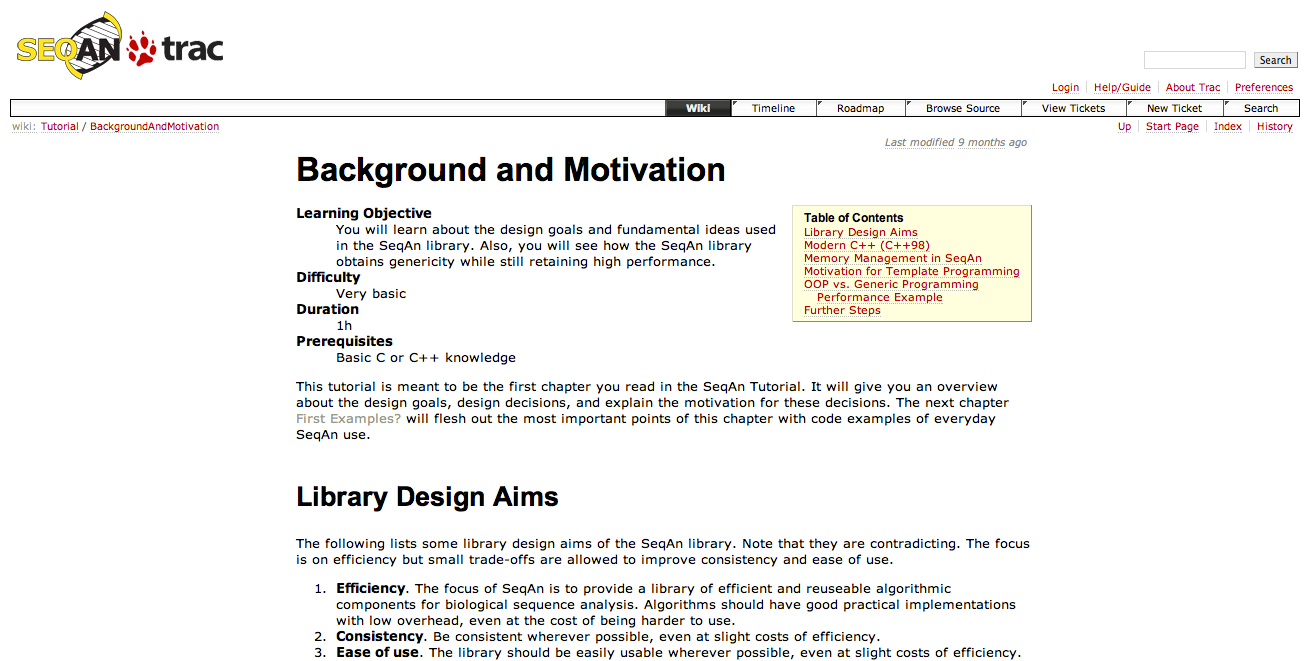 SEQAN trac
Search
Login Help/Guide About Trac Preferences
Wiki Timeline Roadmap Browse Source View Tickets New Ticket Search
wiki: Tutorial / BackgroundAndMotivation
Up Start Page Index History
Last modified 9 months ago
Background and Motivation
Learning Objective
You will learn about the design goals and fundamental ideas used
in the SeqAn library. Also, you will see how the SeqAn library
obtains genericity while still retaining high performance.
Difficulty
Very basic
Duration
1h
Prerequisites
Basic C or C++ knowledge
Table of Contents
Library Design Aims
Modern C++ (C++98)
Memory Management in SeqAn
Motivation for Template Programming
OOP vs. Generic Programming
Performance Example
Further Steps
This tutorial is meant to be the first chapter you read in the SeqAn Tutorial. It will give you an overview
about the design goals, design decisions, and explain the motivation for these decisions. The next chapter
First Examples? will flesh out the most important points of this chapter with code examples of everyday
SeqAn use.
Library Design Aims
The following lists some library design aims of the SeqAn library. Note that they are contradicting. The focus
is on efficiency but small trade-offs are allowed to improve consistency and ease of use.
1. Efficiency. The focus of SeqAn is to provide a library of efficient and reuseable algorithmic
components for biological sequence analysis. Algorithms should have good practical implementations
with low overhead, even at the cost of being harder to use.
2. Consistency. Be consistent wherever possible, even at slight costs of efficiency.
3. Ease of use. The library should be easily usable wherever possible, even at slight costs of efficiency.